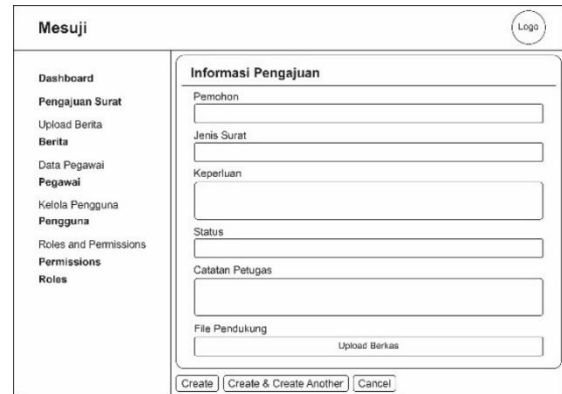 Mesuji
Logo
Dashboard
Pengajuan Surat
Upload Berita
Berita
Data Pegawai
Pegawai
Kelola Pengguna
Pengguna
Roles and Permissions
Permissions
Roles
Informasi Pengajuan
Pemohon
Jenis Surat
Keperluan
Status
Catatan Petugas
File Pendukung
Upload Berkas
Create
Create & Create Another
Cancel